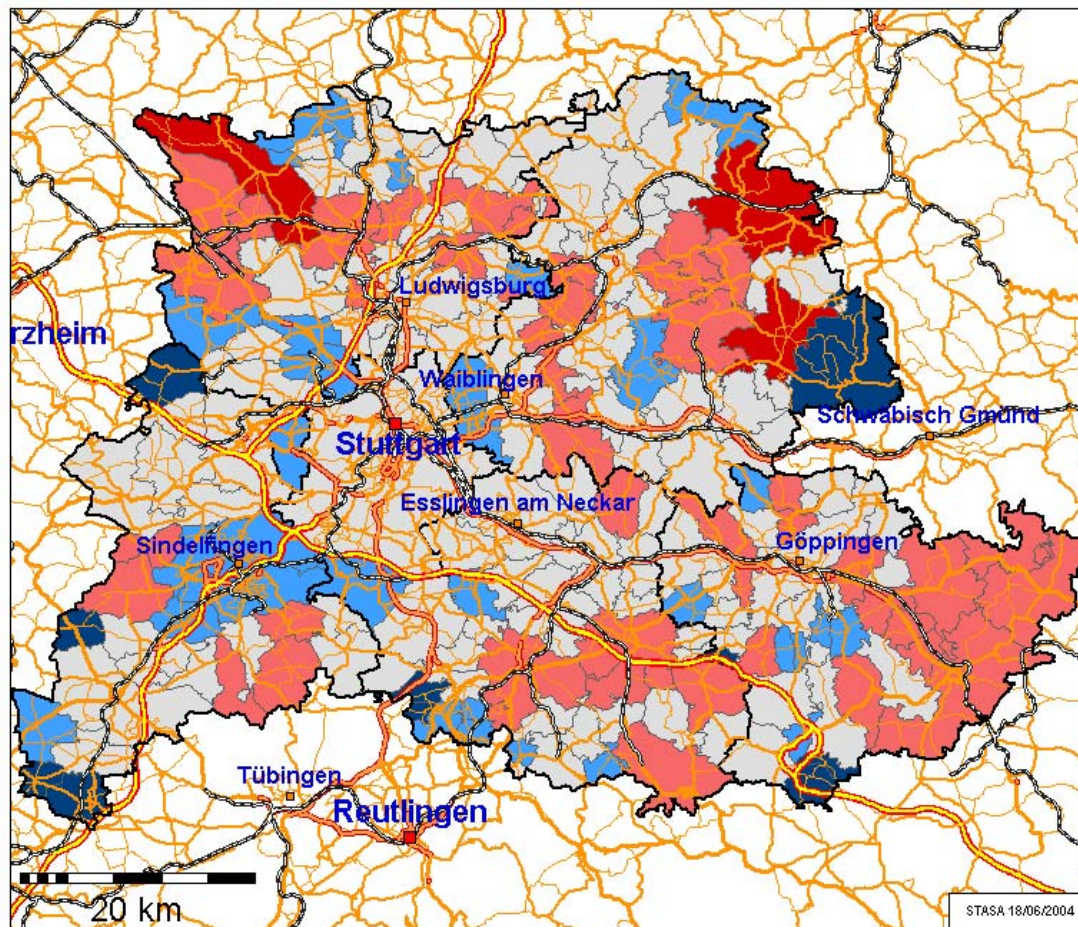 Ludwigsburg
rzheim
Waiblingen
Schwäbisch Gmünd
Stuttgart
Esslingen am Neckar
Sindelfingen
Göppingen
Tübingen
Reutlingen
20 km
STASA 18/06/2004